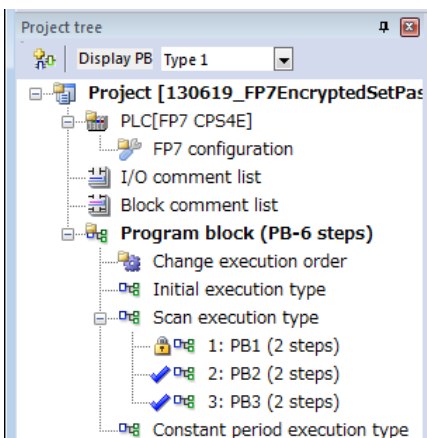 Project tree
Display PB Type 1
Project [130619_FP7EncryptedSetPas
PLC[FP7 CPS4E]
FP7 configuration
I/O comment list
Block comment list
Program block (PB-6 steps)
Change execution order
Initial execution type
Scan execution type
1: PB1 (2 steps)
2: PB2 (2 steps)
3: PB3 (2 steps)
Constant period execution type